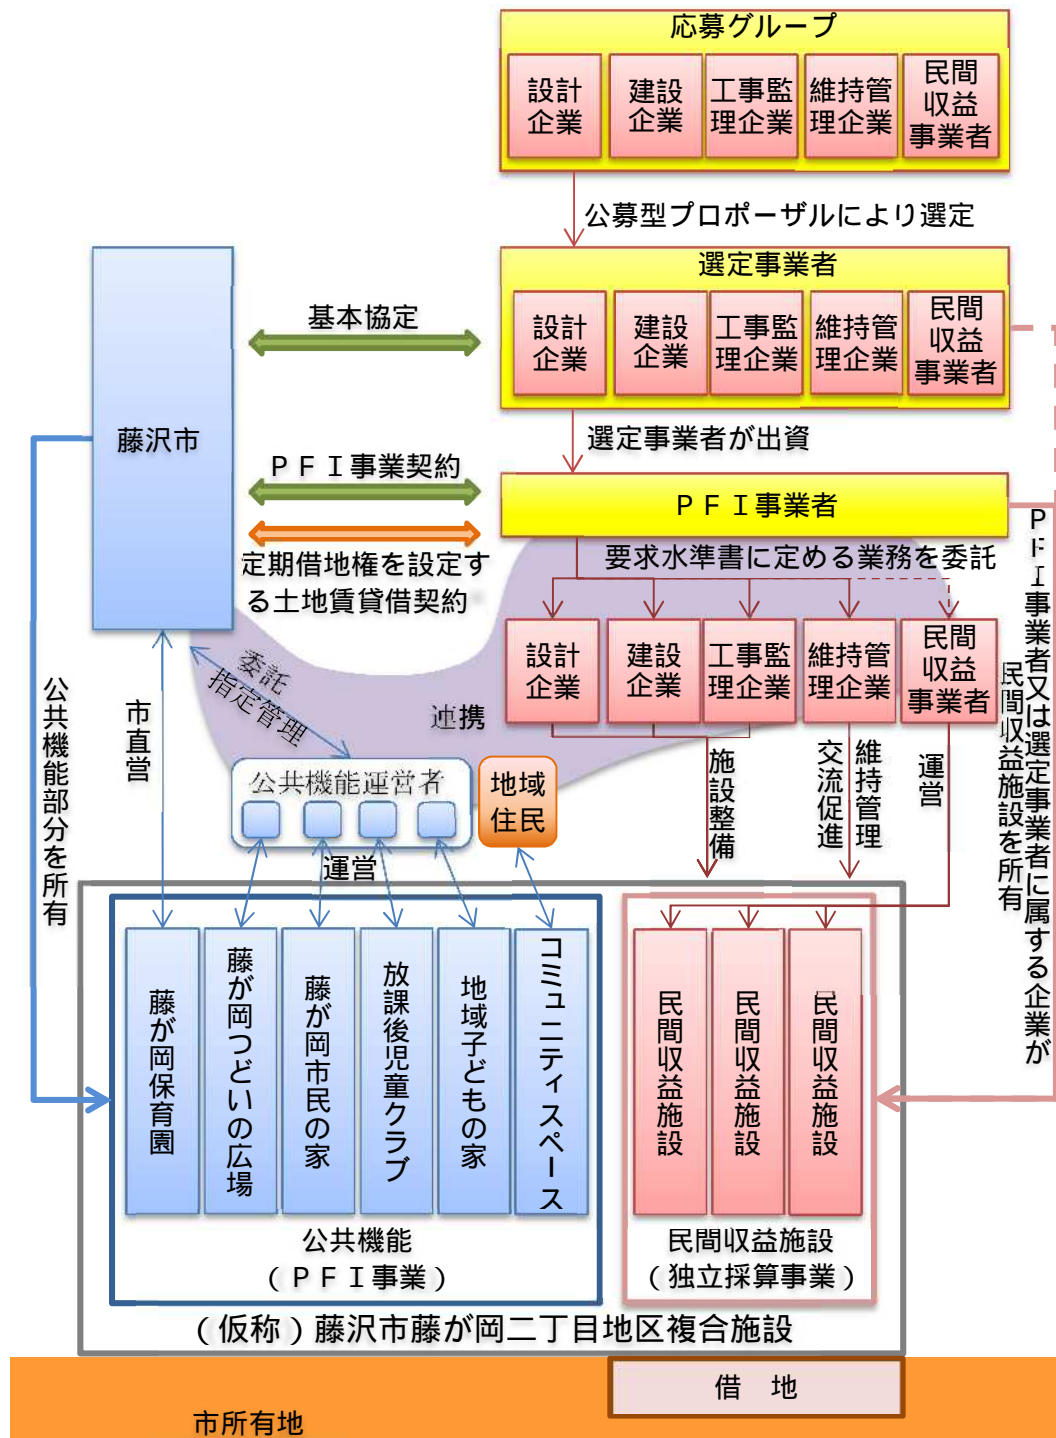 応募グループ
設計
企業
建設
企業
工事監
理企業
維持管
理企業
民間
収益
事業者
公募型プロポーザルにより選定
選定事業者
設計
企業
建設
企業
工事監
理企業
維持管
理企業
民間
収益
事業者
基本協定
藤沢市
選定事業者が出資
ＰＦＩ事業契約
ＰＦＩ事業者
定期借地権を設定す
る土地賃貸借契約
要求水準書に定める業務を委託
設計
企業
建設
企業
工事監
理企業
維持管
理企業
民間
収益
事業者
ＰＦＩ事業者又は選定事業者に属する企業が
民間収益施設を所有
公共機能部分を所有
市直営
委託
指定管理
連携
公共機能運営者
地域
住民
運営
施設整備
維持管理
交流促進
運営
藤が岡保育園
藤が岡つどいの広場
藤が岡市民の家
放課後児童クラブ
地域子どもの家
コミュニティスペース
民間収益施設
民間収益施設
民間収益施設
公共機能
（ＰＦＩ事業）
民間収益施設
（独立採算事業）
（仮称）藤沢市藤が岡二丁目地区複合施設
借　地
市所有地